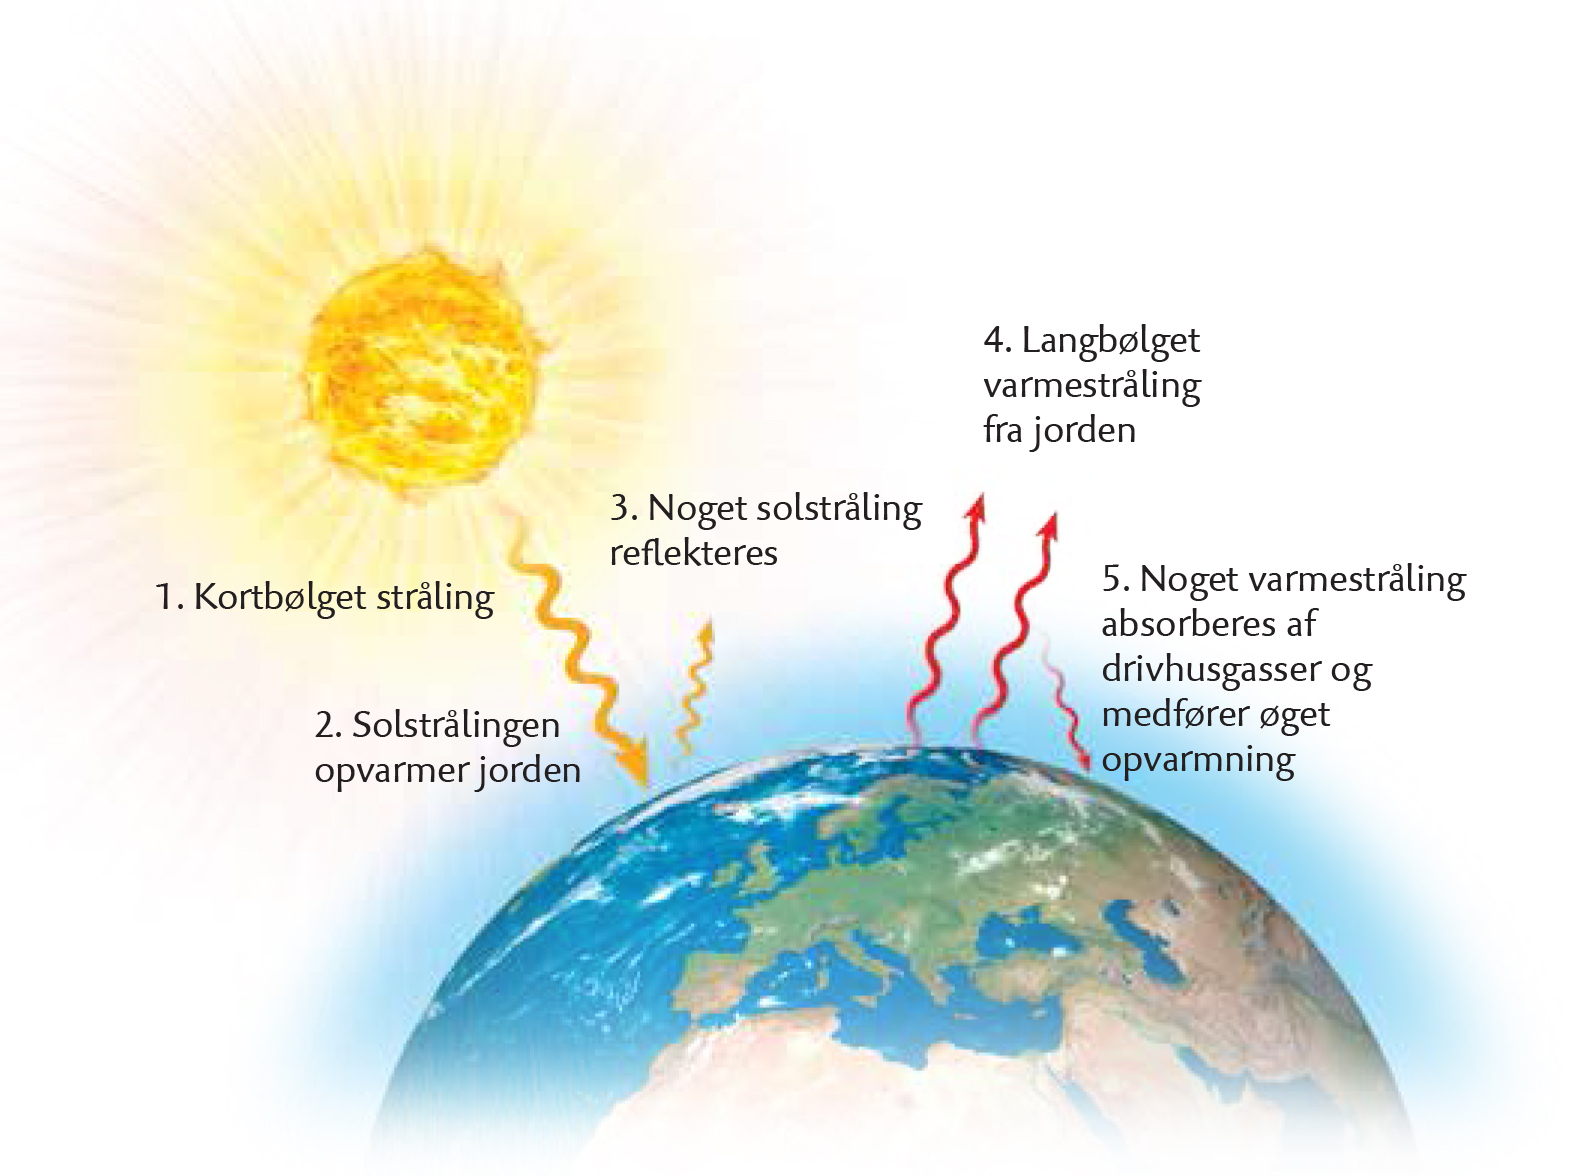 1. Kortbølget stråling
2. Solstrålingen
opvarmer jorden
3. Noget solstråling
reflekteres
4. Langbølget
varmestråling
fra jorden
5. Noget varmestråling
absorberes af
drivhusgasser og
medfører øget
opvarmning